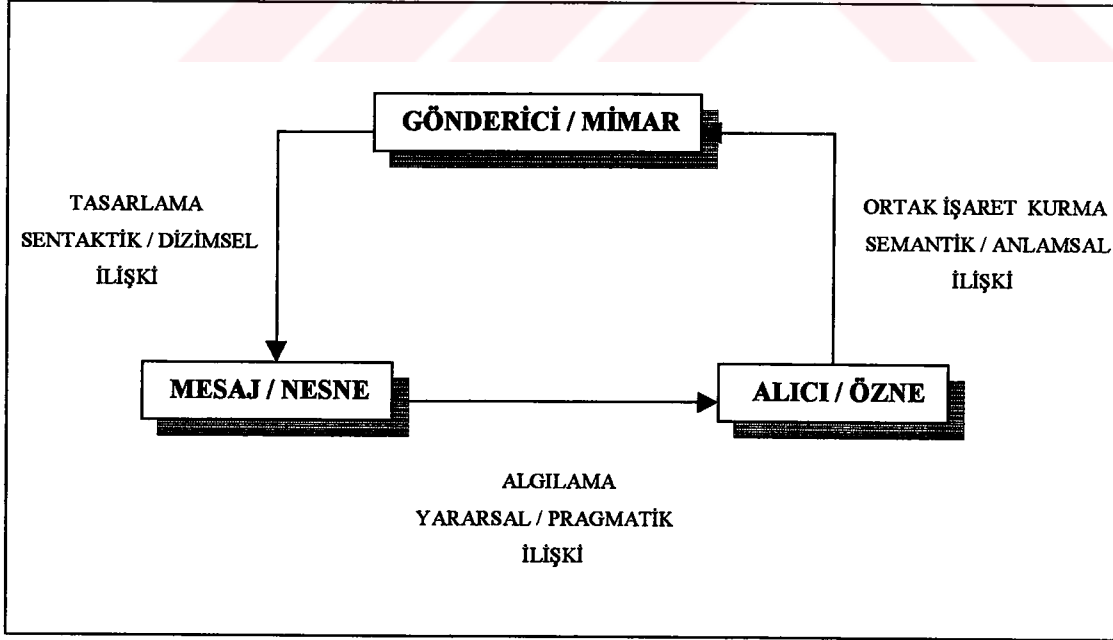 GÖNDERİCİ / MİMAR
TASARLAMA
SENTAKTİK / DİZİMSEL
İLİŞKİ
ORTAK İŞARET KURMA
SEMANTİK / ANLAMSAL
İLİŞKİ
MESAJ / NESNE
ALICI / ÖZNE
ALGILAMA
YARARSAL / PRAGMATİK
İLİŞKİ